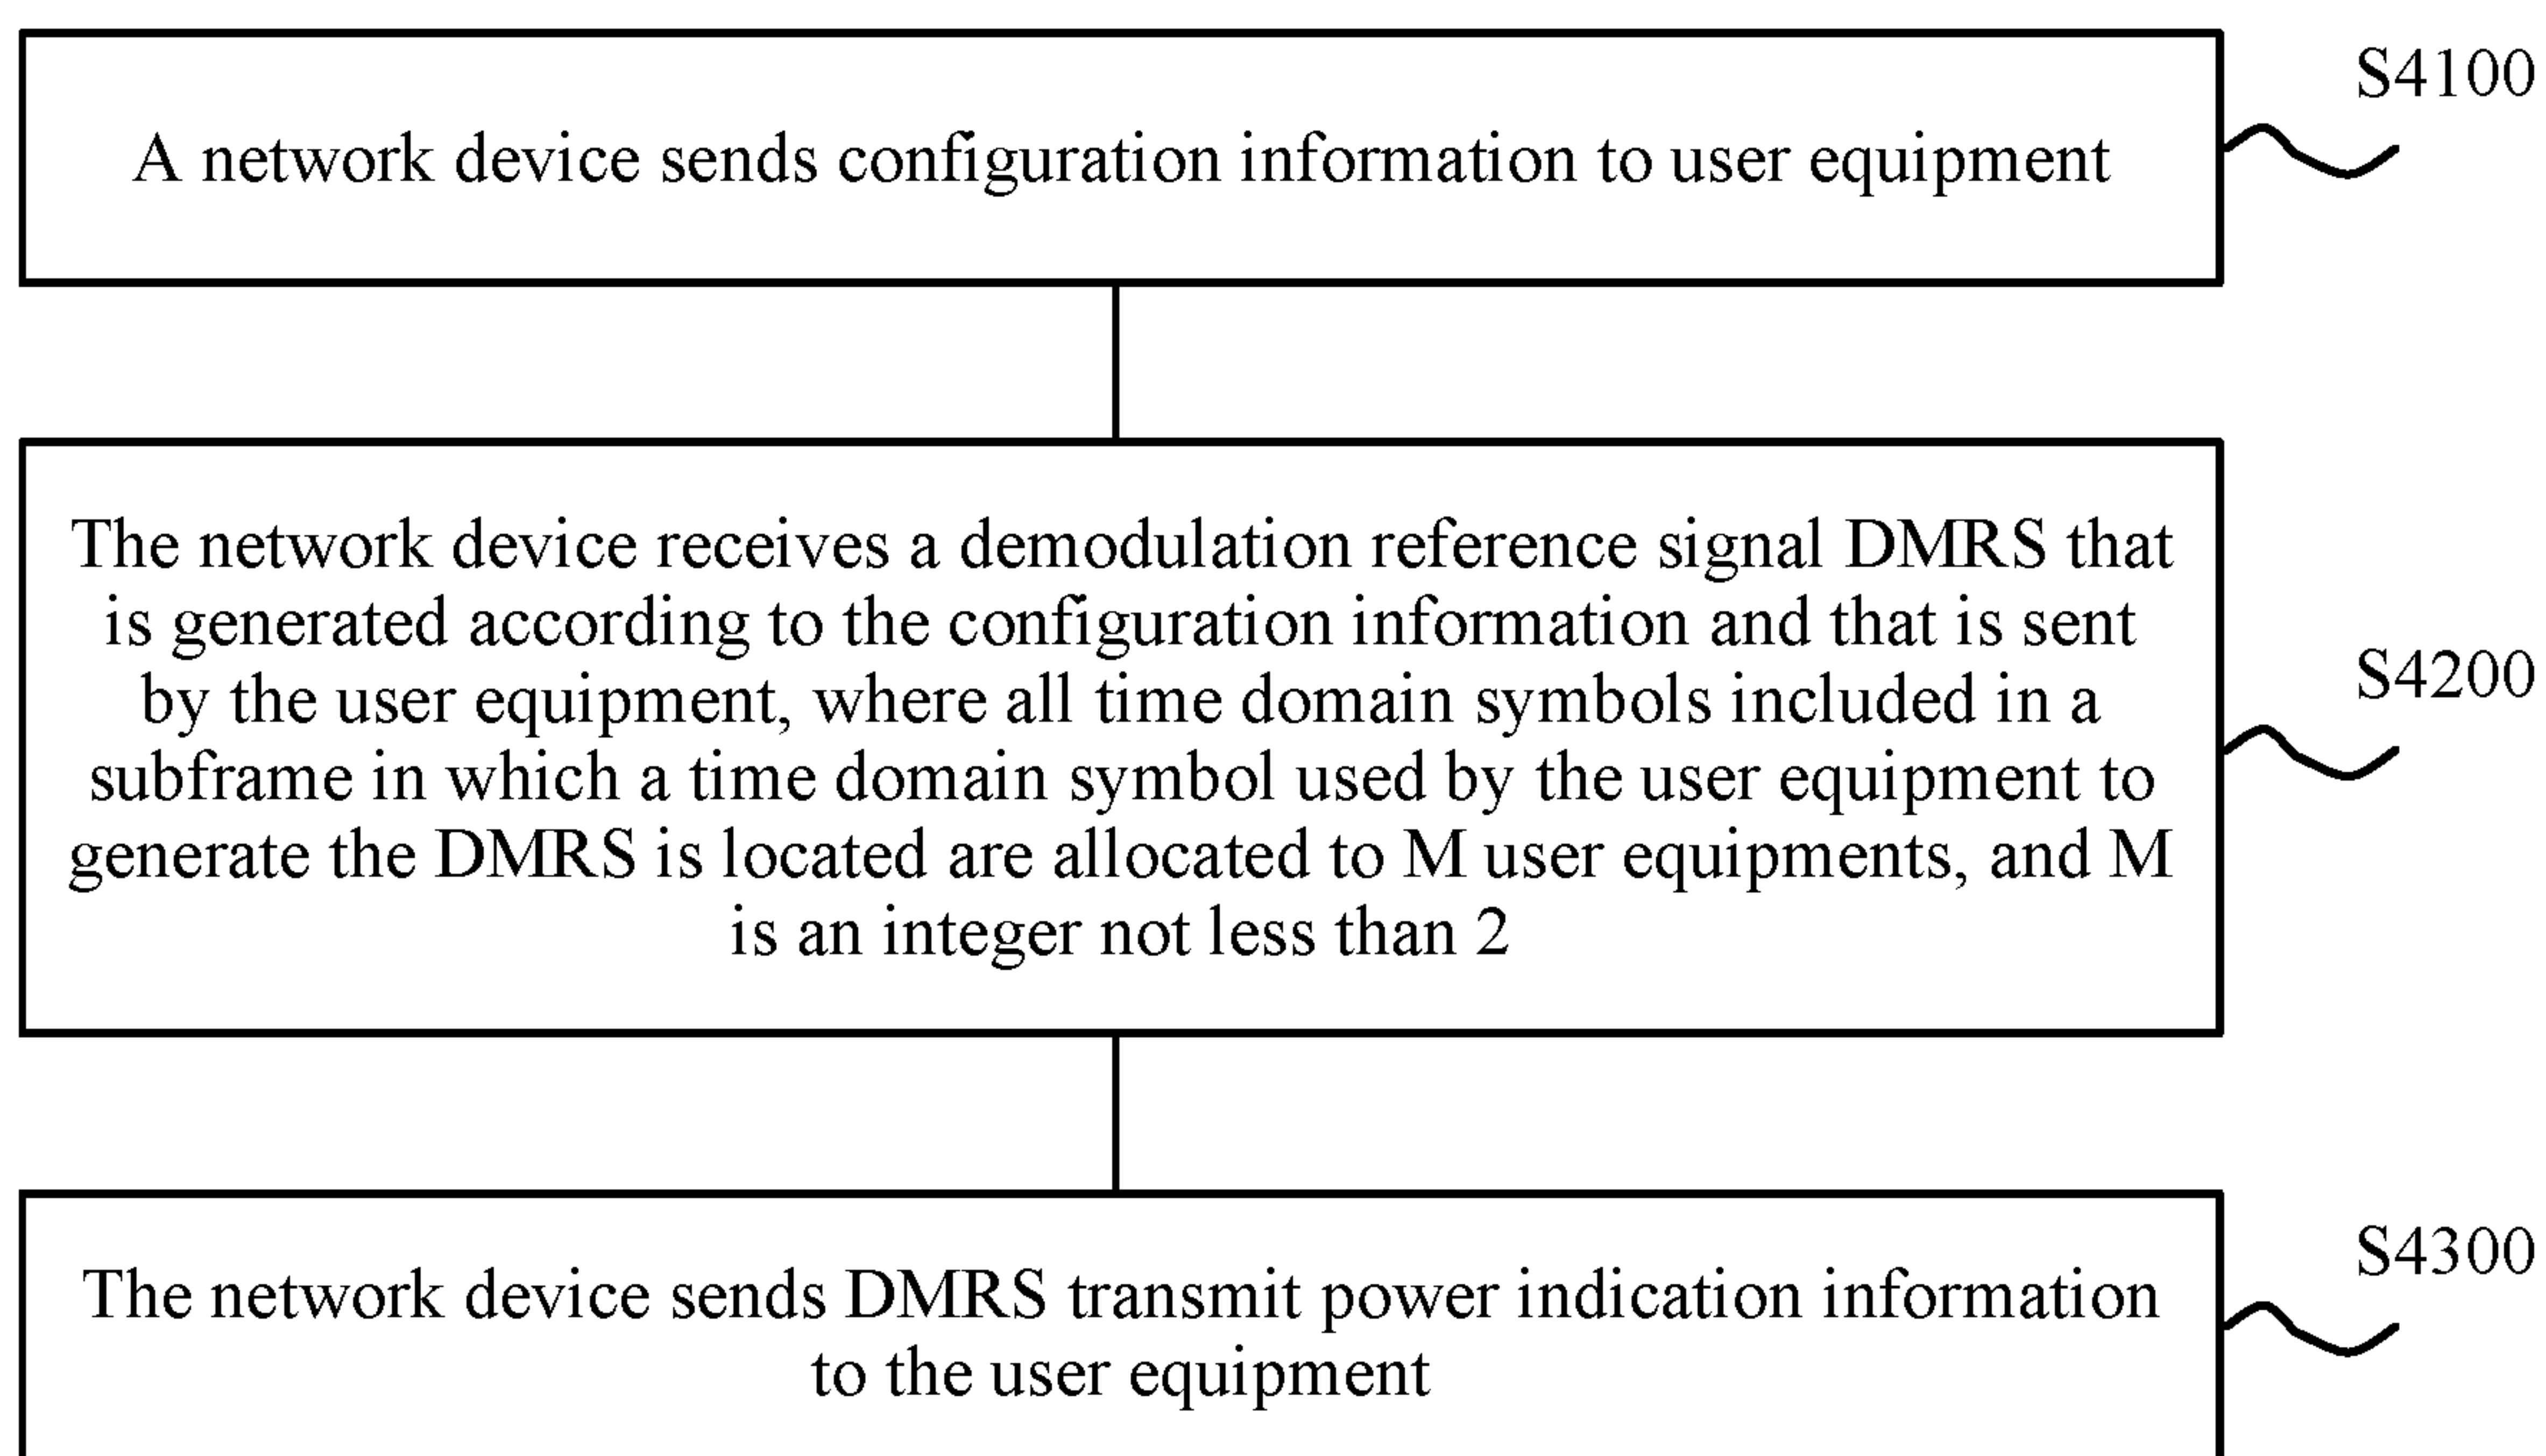 S4100
A network device sends configuration information to user equipment
The network device receives a demodulation reference signal DMRS that
is generated according to the configuration information and that is sent
by the user equipment, where all time domain symbols included in a
subframe in which a time domain symbol used by the user equipment to
generate the DMRS is located are allocated to M user equipments, and M
is an integer not less than 2
S4200
The network device sends DMRS transmit power indication information
to the user equipment
S4300